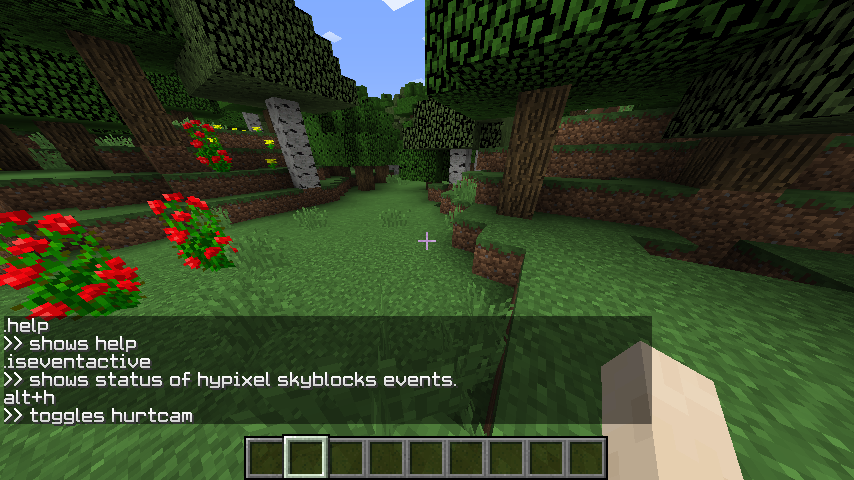 .help
>> shows help
.iseventactive
>> shows status of hypixel skyblocks events.
alt+h
>> toggles hurtcam